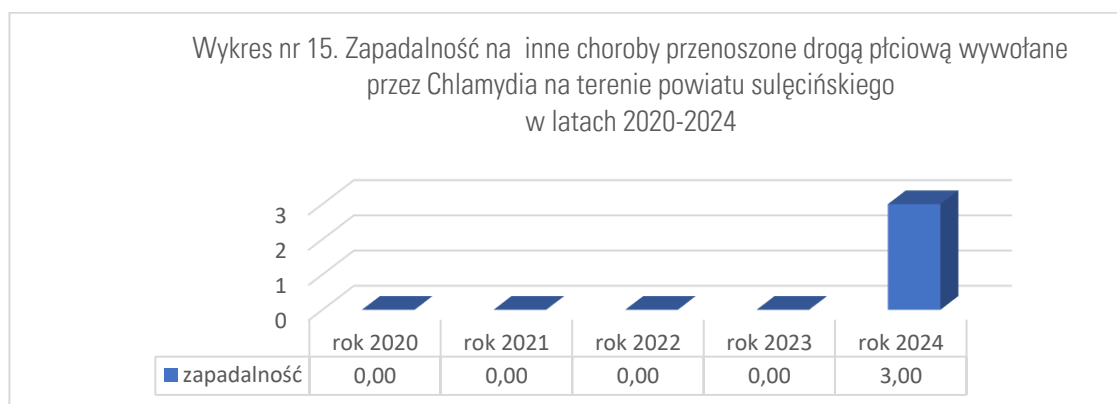 Wykres nr 15. Zapadalność na  inne choroby przenoszone drogą płciową wywołane
przez Chlamydia na terenie powiatu sulęcińskiego
w latach 2020-2024
3
2
1
0
rok 2020 rok 2021 rok 2022 rok 2023 rok 2024
zapadalność 0,00 0,00 0,00 0,00 3,00